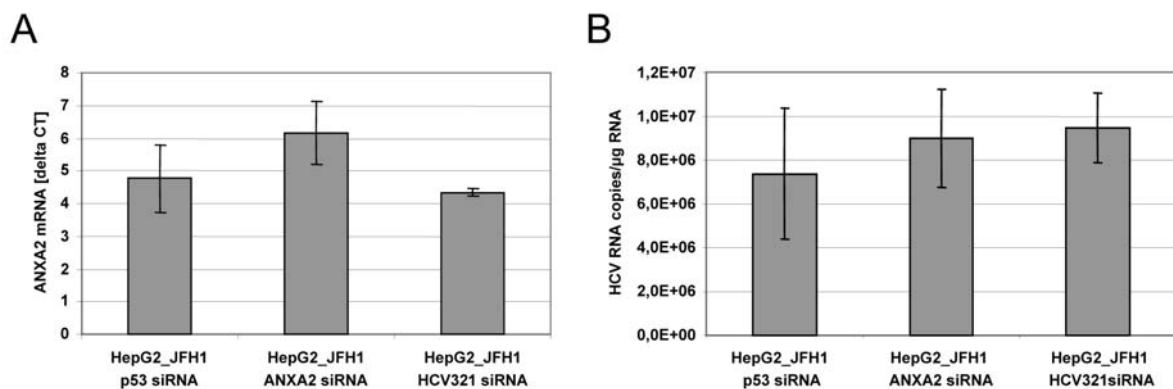 A
ANXA2 mRNA [delta CT]
8
7
6
5
4
3
2
1
0
HepG2_JFH1 HepG2_JFH1 HepG2_JFH1
p53 siRNA ANXA2 siRNA HCV321 siRNA
B
HCV RNA copies/µg RNA
1,2E+07
1,0E+07
8,0E+06
6,0E+06
4,0E+06
2,0E+06
0,0E+00
HepG2_JFH1 HepG2_JFH1 HepG2_JFH1
p53 siRNA ANXA2 siRNA HCV321siRNA